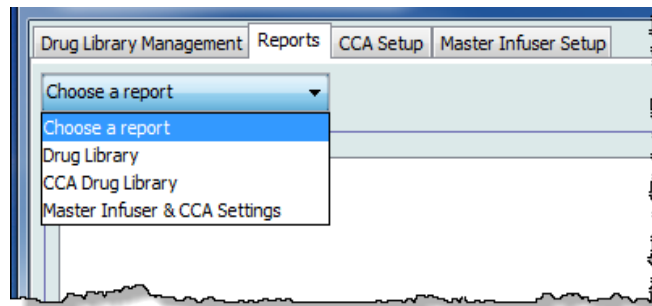 Drug Library Management Reports CCA Setup Master Infuser Setup
Choose a report
Choose a report
Drug Library
CCA Drug Library
Master Infuser & CCA Settings